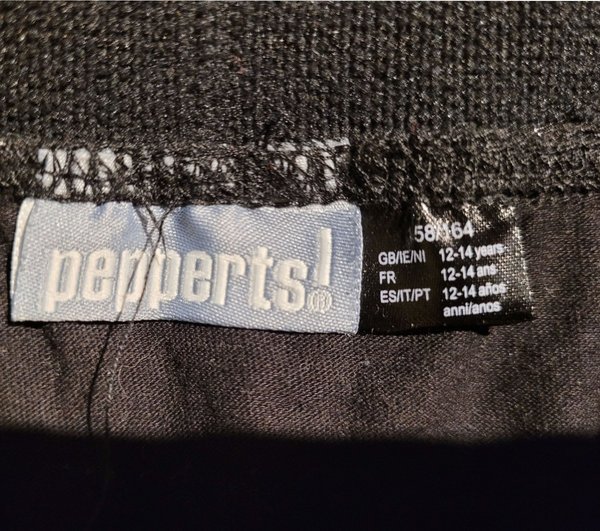 pepperts!®
58/164
GB/IE/NI 12-14 years
FR 12-14 ans
ES/IT/PT 12-14 años
anni/anos